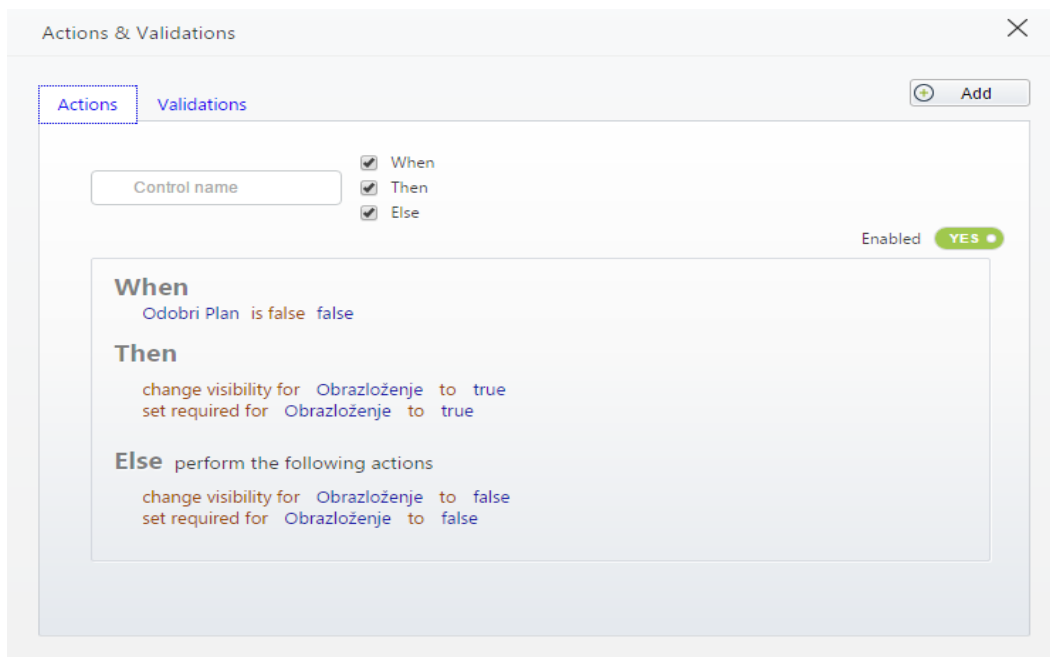 Actions & Validations
Actions Validations Add
Control name
When
Then
Else
Enabled YES
When
Odobri Plan is false false
Then
change visibility for Obrazloženje to true
set required for Obrazloženje to true
Else perform the following actions
change visibility for Obrazloženje to false
set required for Obrazloženje to false